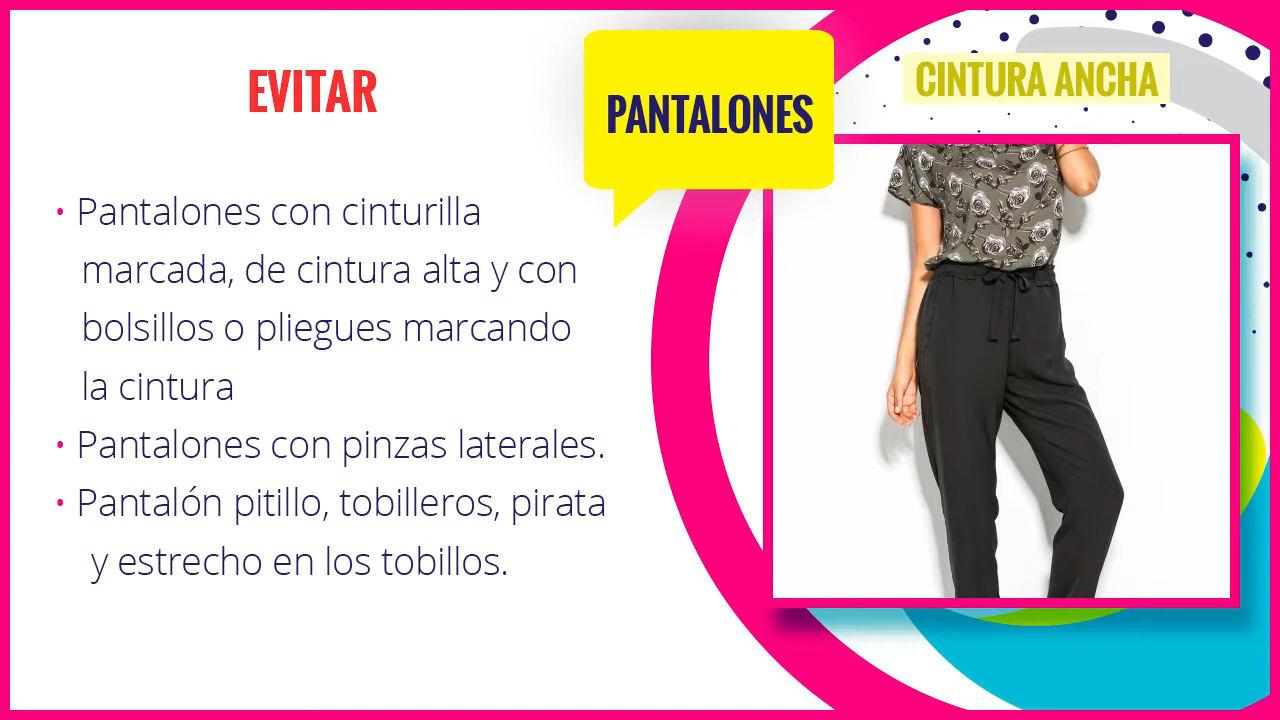 EVITAR
PANTALONES
CINTURA ANCHA
• Pantalones con cinturilla
marcada, de cintura alta y con
bolsillos o pliegues marcando
la cintura
• Pantalones con pinzas laterales.
• Pantalón pitillo, tobilleros, pirata
y estrecho en los tobillos.